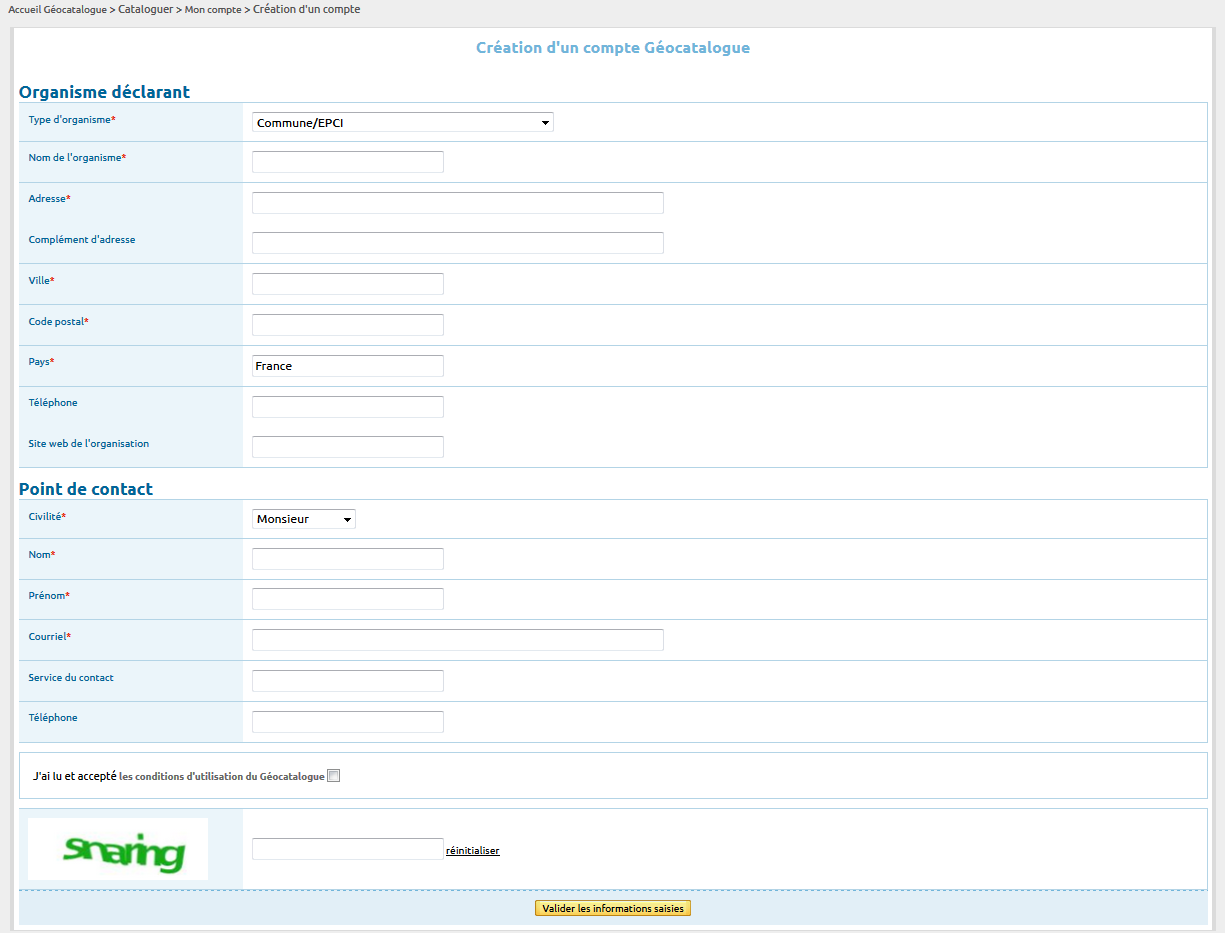 Accueil Géocatalogue > Cataloguer > Mon compte > Création d'un compte
Création d'un compte Géocatalogue
Organisme déclarant
Type d'organisme* Commune/EPCI
Nom de l'organisme*
Adresse*
Complément d'adresse
Ville*
Code postal*
Pays* France
Téléphone
Site web de l'organisation
Point de contact
Civilité* Monsieur
Nom*
Prénom*
Courriel*
Service du contact
Téléphone
J'ai lu et accepté les conditions d'utilisation du Géocatalogue
snaring réinitialiser
Valider les informations saisies